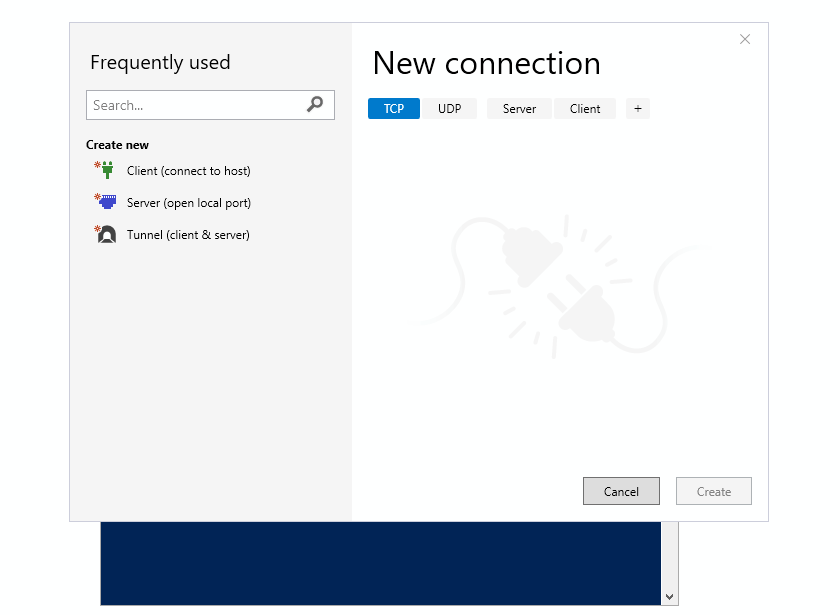 Frequently used
Search...
Create new
Client (connect to host)
Server (open local port)
Tunnel (client & server)
New connection
TCP UDP Server Client +
Cancel Create